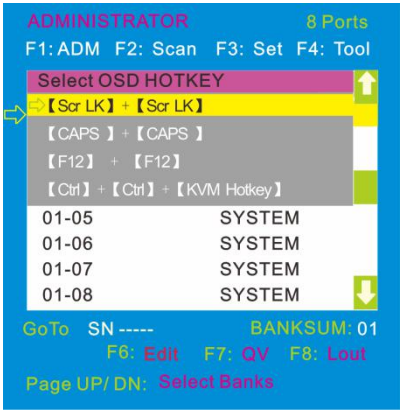 ADMINISTRATOR 8 Ports
F1: ADM F2: Scan F3: Set F4: Tool
Select OSD HOTKEY
【Scr LK】+【Scr LK】
【CAPS 】+【CAPS 】
【F12】 + 【F12】
【Ctrl】+【Ctrl】+【KVM Hotkey】
01-05 SYSTEM
01-06 SYSTEM
01-07 SYSTEM
01-08 SYSTEM
GoTo SN ----- BANKSUM: 01
F6: Edit F7: QV F8: Lout
Page UP/ DN: Select Banks